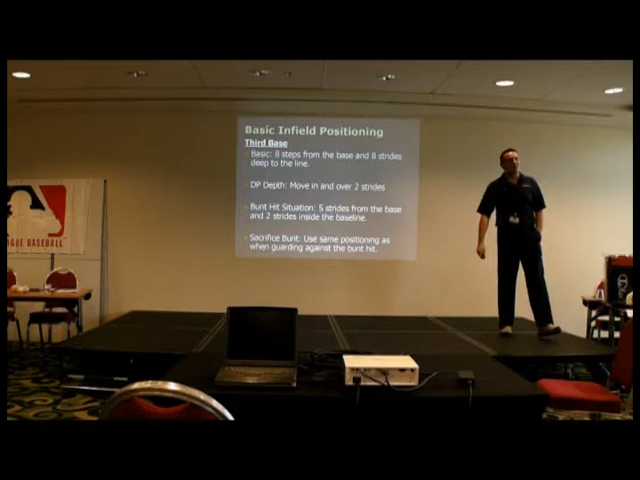 Basic Infield Positioning
Third Base
Basic: 8 steps from the base and 8 strides
deep to the line.
DP Depth: Move in and over 2 strides
Bunt Hit Situation: 5 strides from the base
and 2 strides inside the baseline.
Sacrifice Bunt: Use same positioning as
when guarding against the bunt hit.
AGUE BASEBALL